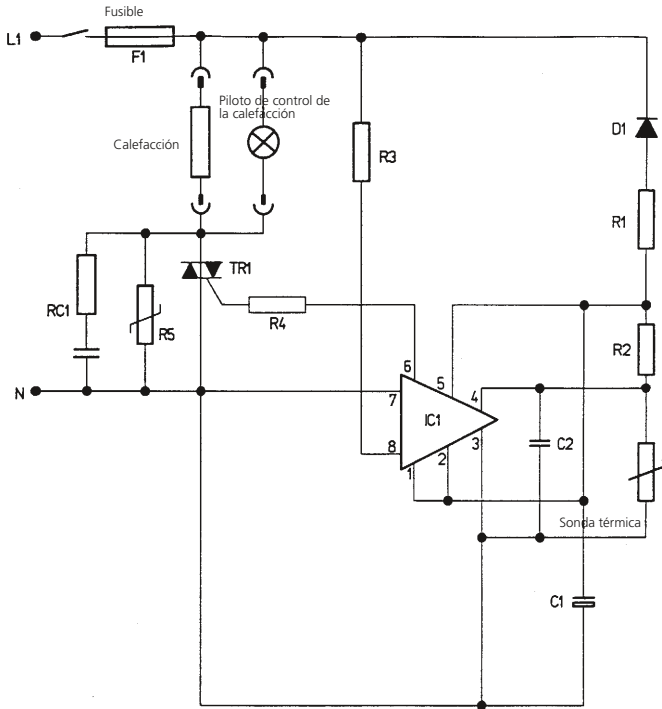 Fusible
L1
F1
Piloto de control de
la calefacción
D1
Calefacción
R3
R1
TR1
RC1
R5
R4
R2
6
5
4
N
7
IC1
8
3
C2
1
2
Sonda térmica
C1